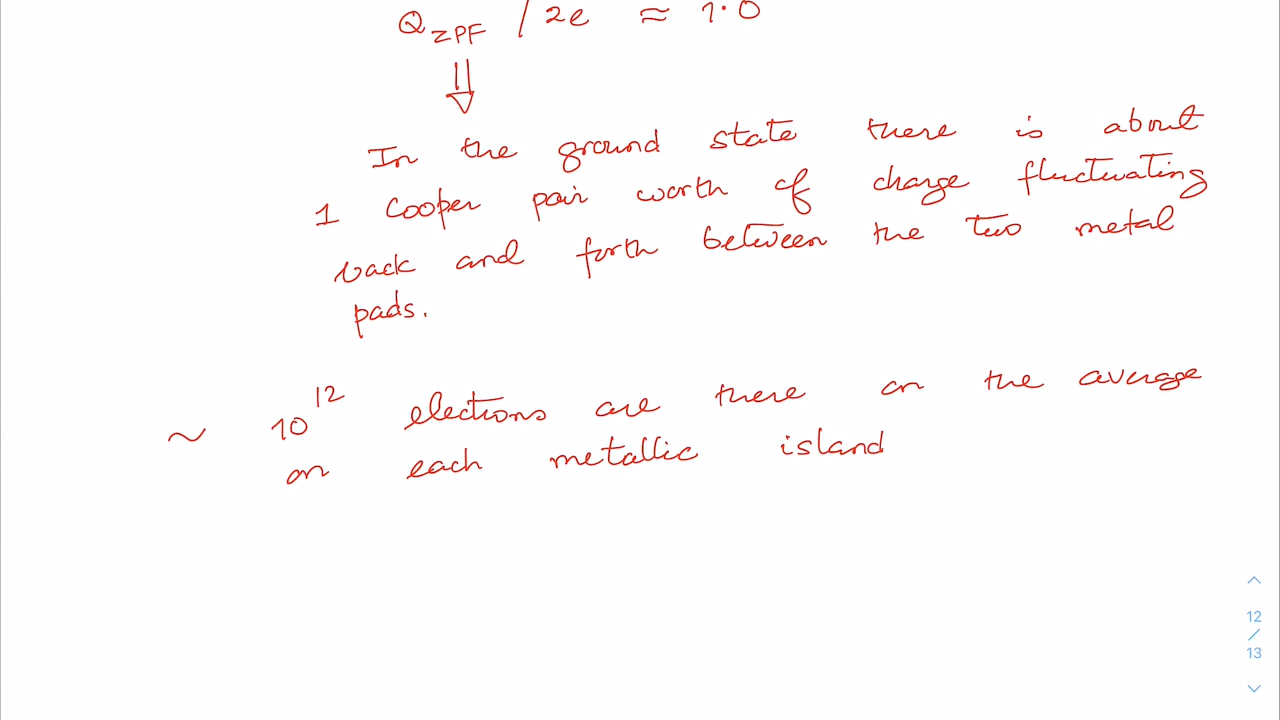 Q_ZPF / 2e ≈ 1.0
⇓
In the ground state there is about
1 Cooper pair worth of charge fluctuating
back and forth between the two metal
pads.
~ 10^12 electrons are there on the average
on each metallic island
12
/
13